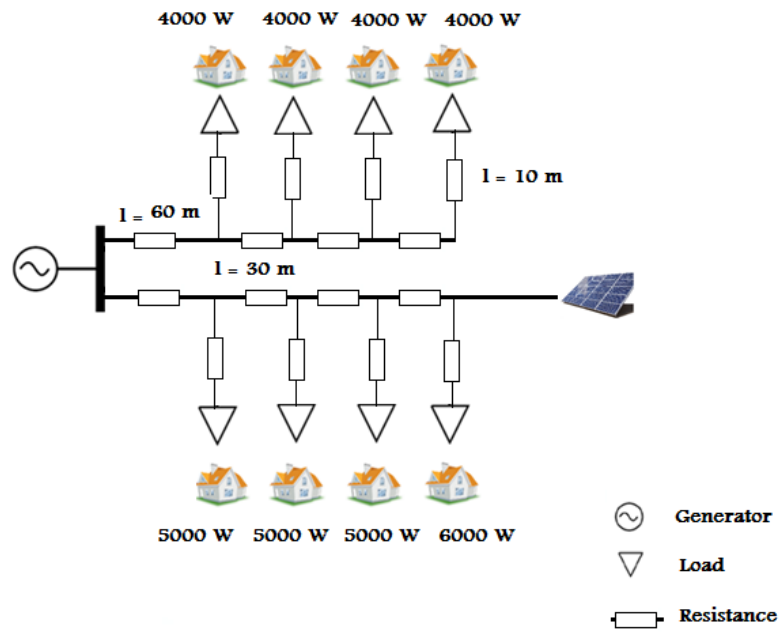 4000 W 4000 W 4000 W 4000 W
l = 10 m
l = 60 m
l = 30 m
5000 W 5000 W 5000 W 6000 W
Generator
Load
Resistance